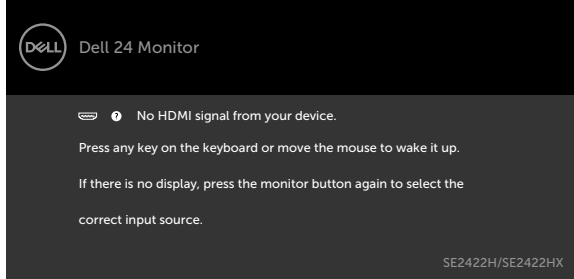 DELL
Dell 24 Monitor
? No HDMI signal from your device.
Press any key on the keyboard or move the mouse to wake it up.
If there is no display, press the monitor button again to select the
correct input source.
SE2422H/SE2422HX